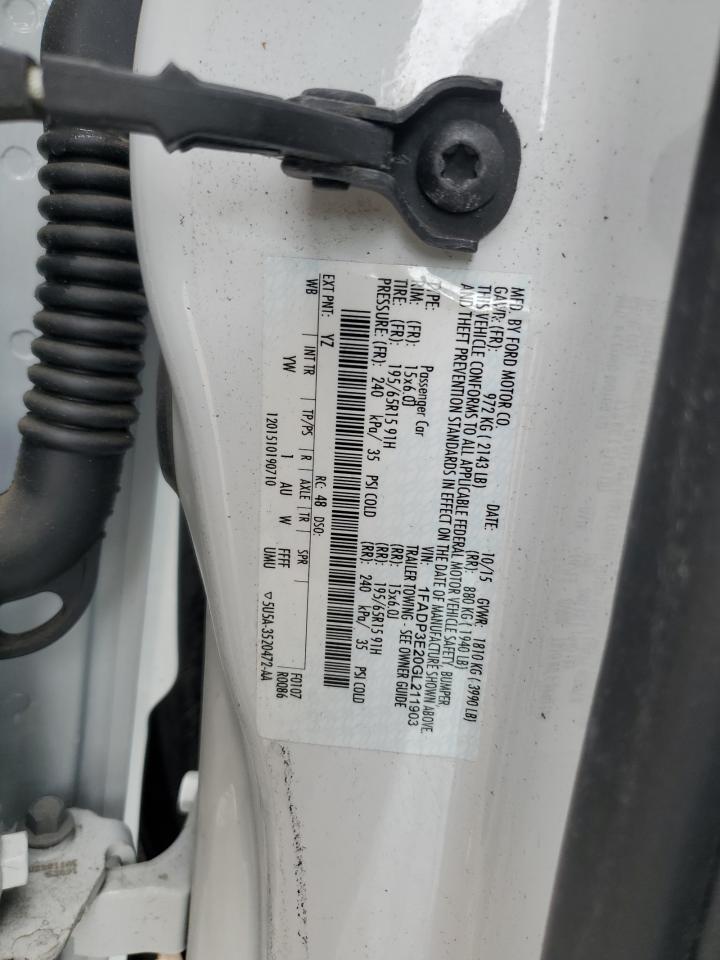 MFD. BY FORD MOTOR CO.
DATE: 10/15 GVWR: 1810 KG ( 3990 LB)
GAWR: (FR): 972 KG ( 2143 LB) (RR): 880 KG ( 1940 LB)
THIS VEHICLE CONFORMS TO ALL APPLICABLE FEDERAL MOTOR VEHICLE SAFETY, BUMPER,
AND THEFT PREVENTION STANDARDS IN EFFECT ON THE DATE OF MANUFACTURE SHOWN ABOVE.
VIN: 1FADP3E20GL211903
TYPE: Passenger Car TRAILER TOWING - SEE OWNER GUIDE
RIM: (FR): 15x6.0J (RR): 15x6.0J
TIRE: (FR): 195/65R15 91H (RR): 195/65R15 91H
PRESSURE: (FR): 240 kPa/ 35 PSI COLD (RR): 240 kPa/ 35 PSI COLD
EXT PNT: YZ RC: 48 DSO:
WB INT TR TP/PS R AXLE TR SPR F0107
YW 1 AU W FFFF R0086
1201510190710 UMU 5U5A-3520472-AA